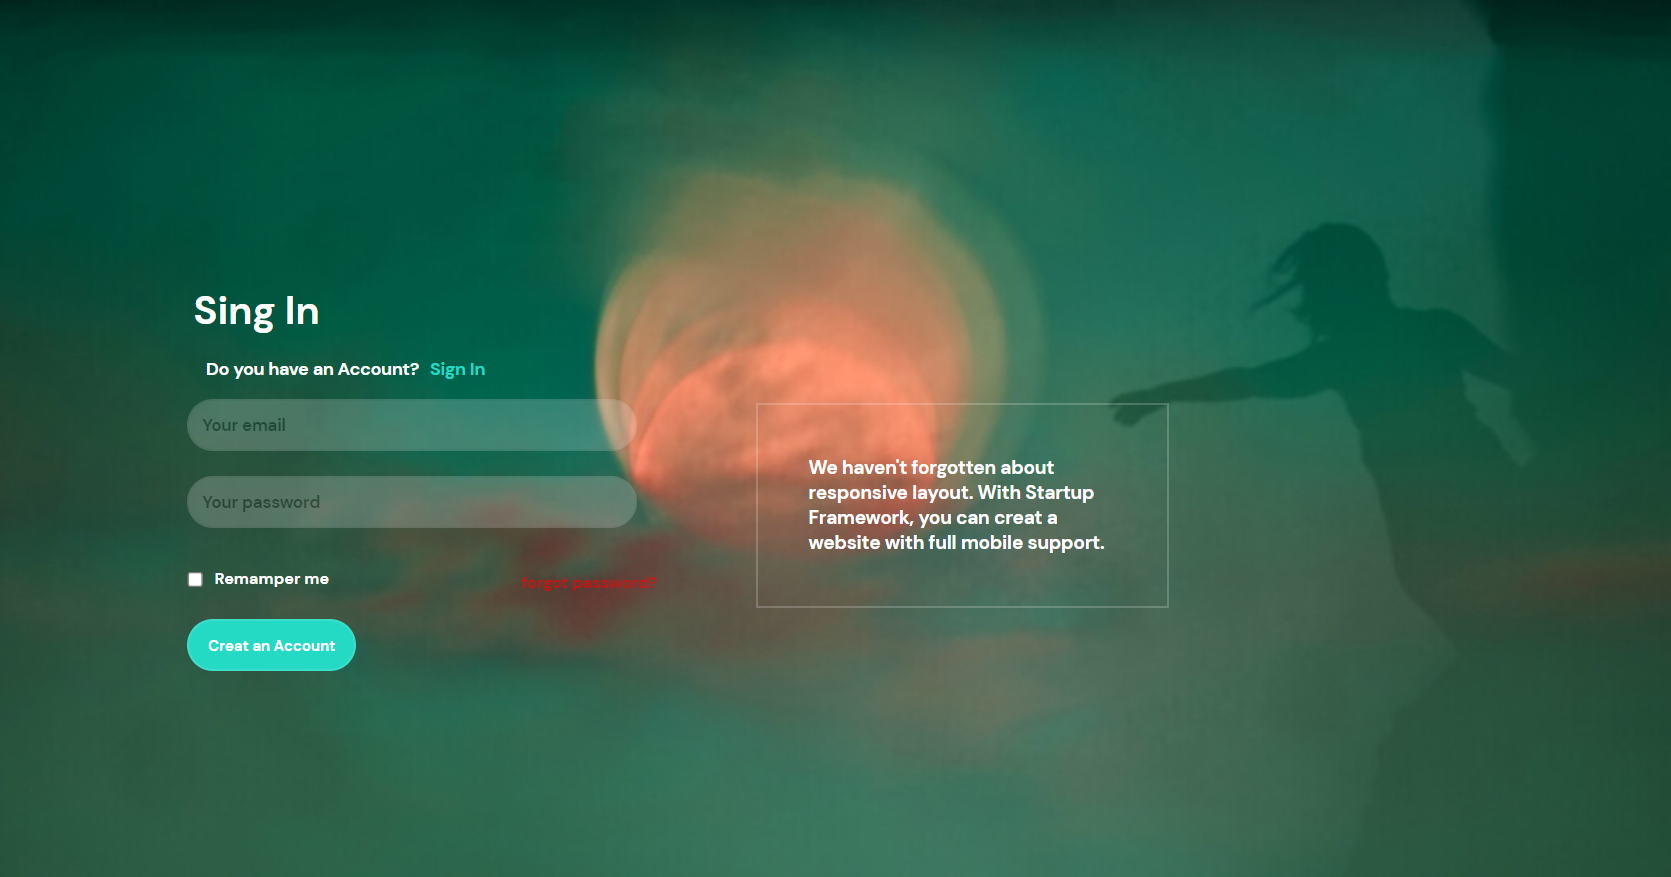 Sing In
Do you have an Account? Sign In
Your email
Your password
Remamper me
forgot password?
Creat an Account
We haven't forgotten about
responsive layout. With Startup
Framework, you can creat a
website with full mobile support.